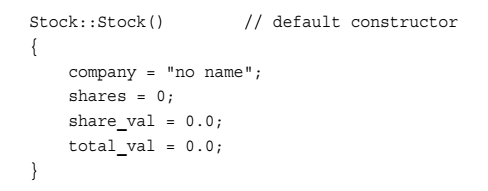 Stock::Stock()          // default constructor
{
    company = "no name";
    shares = 0;
    share_val = 0.0;
    total_val = 0.0;
}